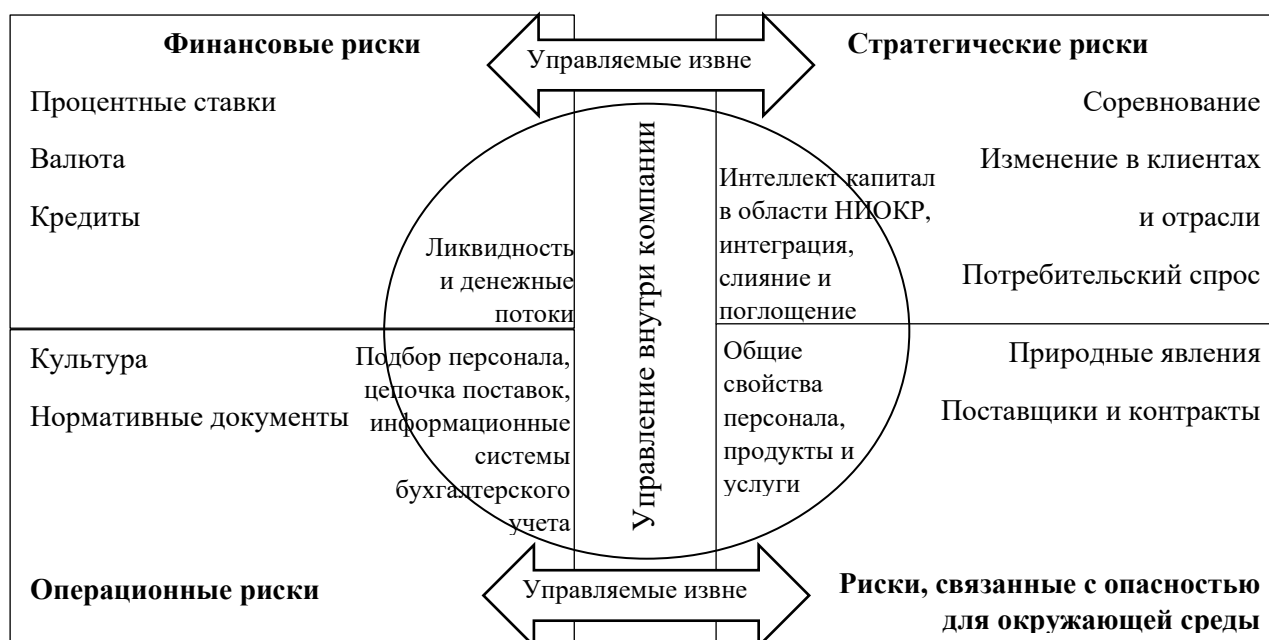 Финансовые риски
Процентные ставки
Валюта
Кредиты
Ликвидность
и денежные
потоки
Управляемые извне
Стратегические риски
Соревнование
Изменение в клиентах
и отрасли
Потребительский спрос
Интеллект капитал
в области НИОКР,
интеграция,
слияние и
поглощение
Управление внутри компании
Культура
Нормативные документы
Подбор персонала,
цепочка поставок,
информационные
системы
бухгалтерского
учета
Операционные риски
Общие
свойства
персонала,
продукты и
услуги
Природные явления
Поставщики и контракты
Управляемые извне
Риски, связанные с опасностью
для окружающей среды